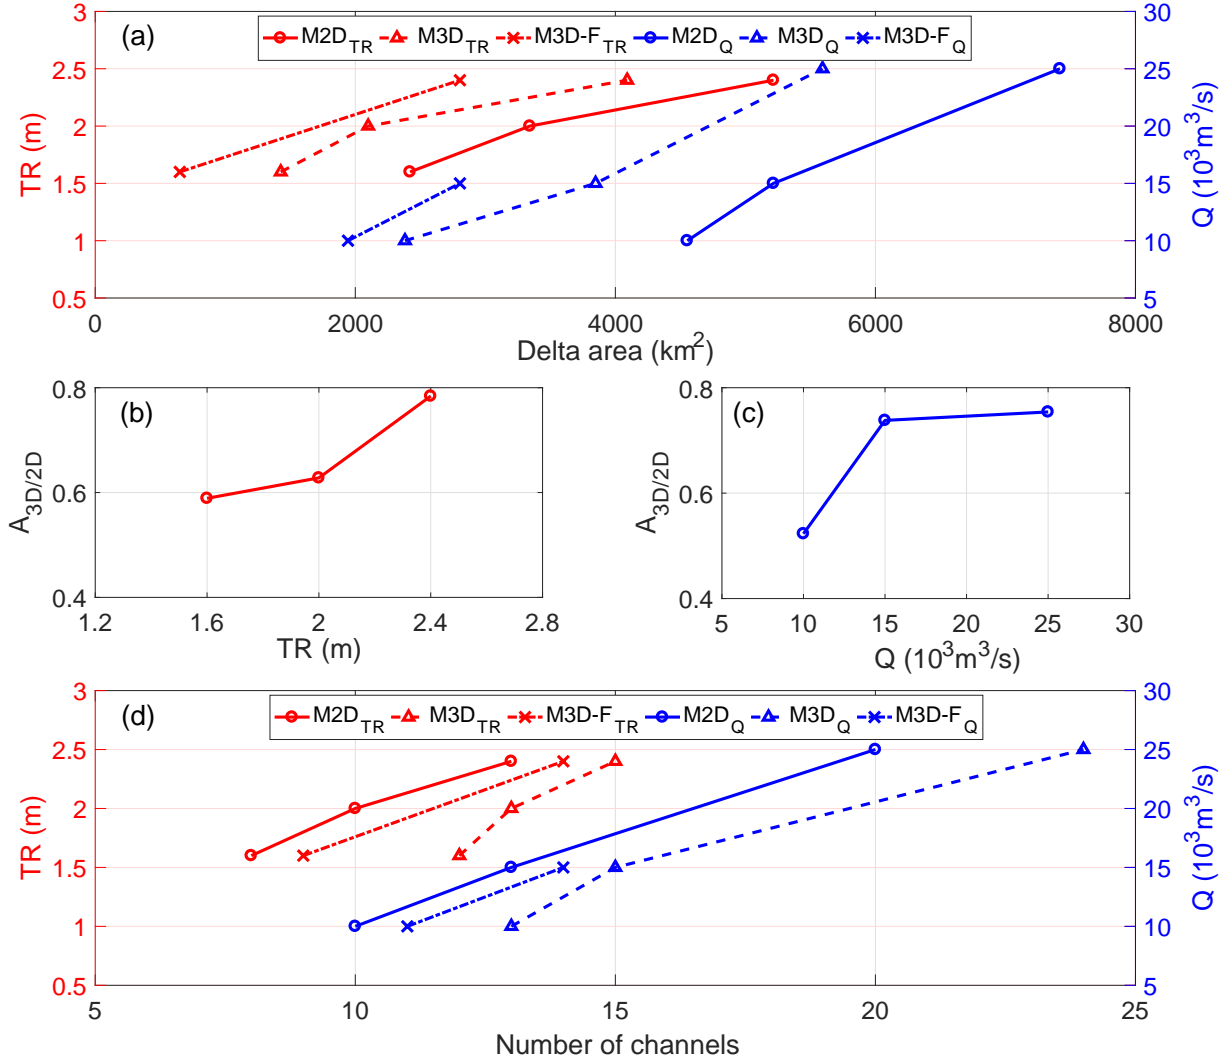 (a)
M2D_TR M3D_TR M3D-F_TR M2D_Q M3D_Q M3D-F_Q
3
2.5
2
1.5
1
0.5
TR (m)
30
25
20
15
10
5
Q (10^3m^3/s)
0 2000 4000 6000 8000
Delta area (km^2)
(b)
0.8
0.6
0.4
A_3D/2D
1.2 1.6 2 2.4 2.8
TR (m)
(c)
0.8
0.6
0.4
A_3D/2D
5 10 15 20 25 30
Q (10^3m^3/s)
(d)
M2D_TR M3D_TR M3D-F_TR M2D_Q M3D_Q M3D-F_Q
3
2.5
2
1.5
1
0.5
TR (m)
30
25
20
15
10
5
Q (10^3m^3/s)
5 10 15 20 25
Number of channels